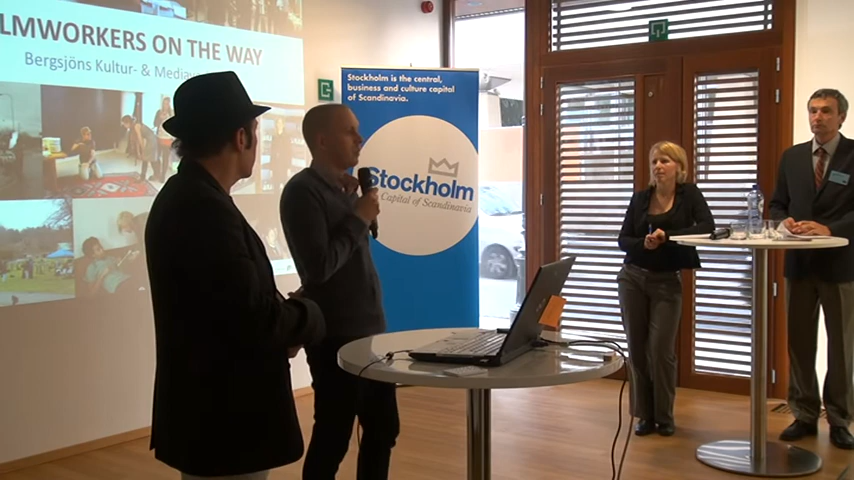 LMWORKERS ON THE WAY
Bergsjöns Kultur- & Media
Stockholm is the central,
business and culture capital
of Scandinavia.
Stockholm
Capital of Scandinavia